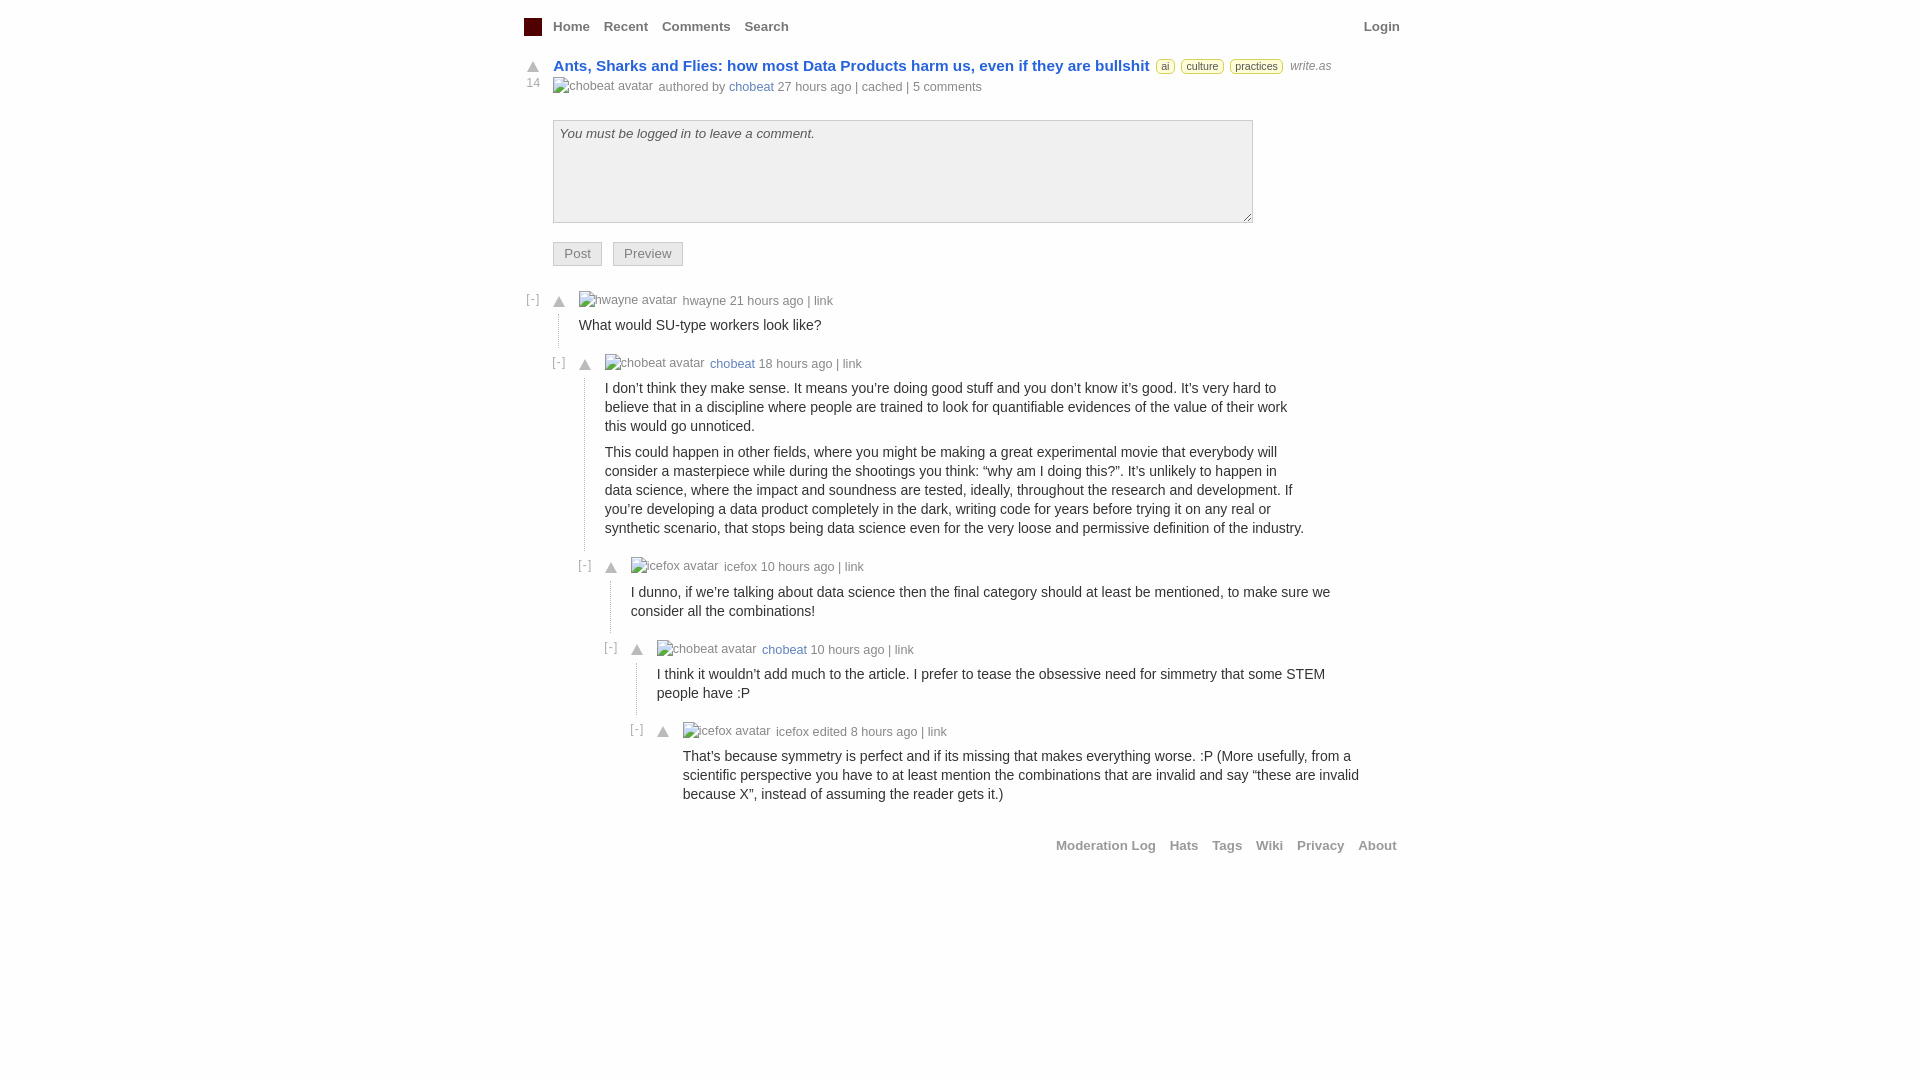 Home Recent Comments Search Login
Ants, Sharks and Flies: how most Data Products harm us, even if they are bullshit ai culture practices write.as
14 chobeat avatar authored by chobeat 27 hours ago | cached | 5 comments
You must be logged in to leave a comment.
Post Preview
[-] hwayne avatar hwayne 21 hours ago | link
What would SU-type workers look like?
[-] chobeat avatar chobeat 18 hours ago | link
I don’t think they make sense. It means you’re doing good stuff and you don’t know it’s good. It’s very hard to
believe that in a discipline where people are trained to look for quantifiable evidences of the value of their work
this would go unnoticed.
This could happen in other fields, where you might be making a great experimental movie that everybody will
consider a masterpiece while during the shootings you think: “why am I doing this?”. It’s unlikely to happen in
data science, where the impact and soundness are tested, ideally, throughout the research and development. If
you’re developing a data product completely in the dark, writing code for years before trying it on any real or
synthetic scenario, that stops being data science even for the very loose and permissive definition of the industry.
[-] icefox avatar icefox 10 hours ago | link
I dunno, if we’re talking about data science then the final category should at least be mentioned, to make sure we
consider all the combinations!
[-] chobeat avatar chobeat 10 hours ago | link
I think it wouldn’t add much to the article. I prefer to tease the obsessive need for simmetry that some STEM
people have :P
[-] icefox avatar icefox edited 8 hours ago | link
That’s because symmetry is perfect and if its missing that makes everything worse. :P (More usefully, from a
scientific perspective you have to at least mention the combinations that are invalid and say “these are invalid
because X”, instead of assuming the reader gets it.)
Moderation Log Hats Tags Wiki Privacy About